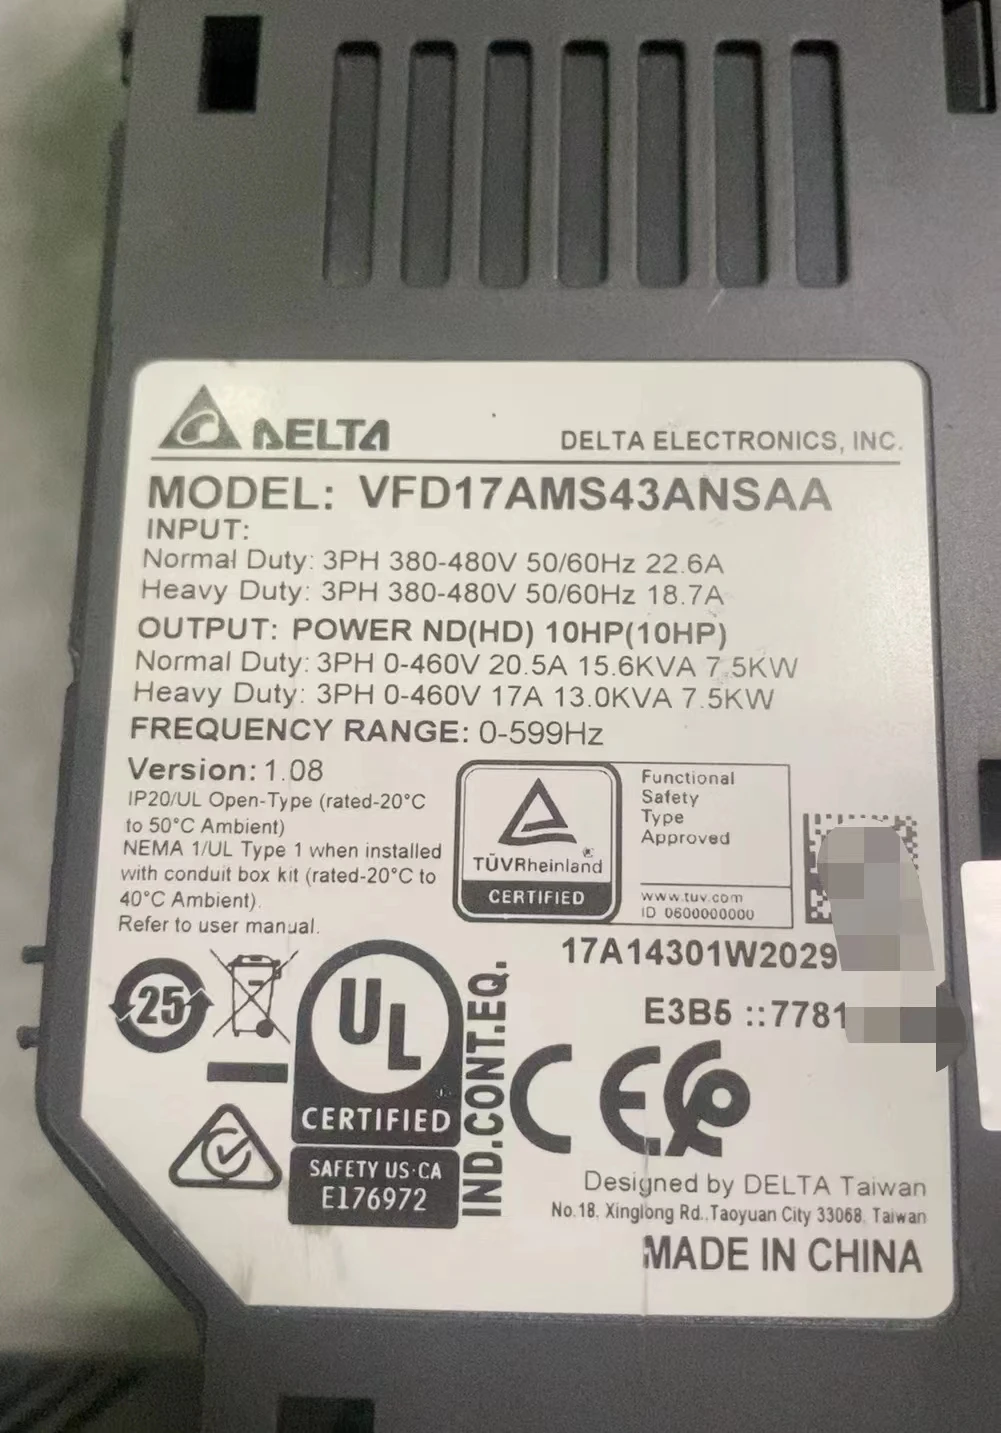 DELTA
DELTA ELECTRONICS, INC.
MODEL: VFD17AMS43ANSAA
INPUT:
Normal Duty: 3PH 380-480V 50/60Hz 22.6A
Heavy Duty: 3PH 380-480V 50/60Hz 18.7A
OUTPUT: POWER ND(HD) 10HP(10HP)
Normal Duty: 3PH 0-460V 20.5A 15.6KVA 7.5KW
Heavy Duty: 3PH 0-460V 17A 13.0KVA 7.5KW
FREQUENCY RANGE: 0-599Hz
Version: 1.08
IP20/UL Open-Type (rated-20°C
to 50°C Ambient)
NEMA 1/UL Type 1 when installed
with conduit box kit (rated-20°C to
40°C Ambient).
Refer to user manual.
TÜVRheinland
CERTIFIED
Functional
Safety
Type
Approved
www.tuv.com
ID 0600000000
17A14301W2029
E3B5 ::7781
25
UL
CERTIFIED
SAFETY US·CA
E176972
IND.CONT.EQ.
CE
Designed by DELTA Taiwan
No.18, Xinglong Rd.,Taoyuan City 33068, Taiwan
MADE IN CHINA